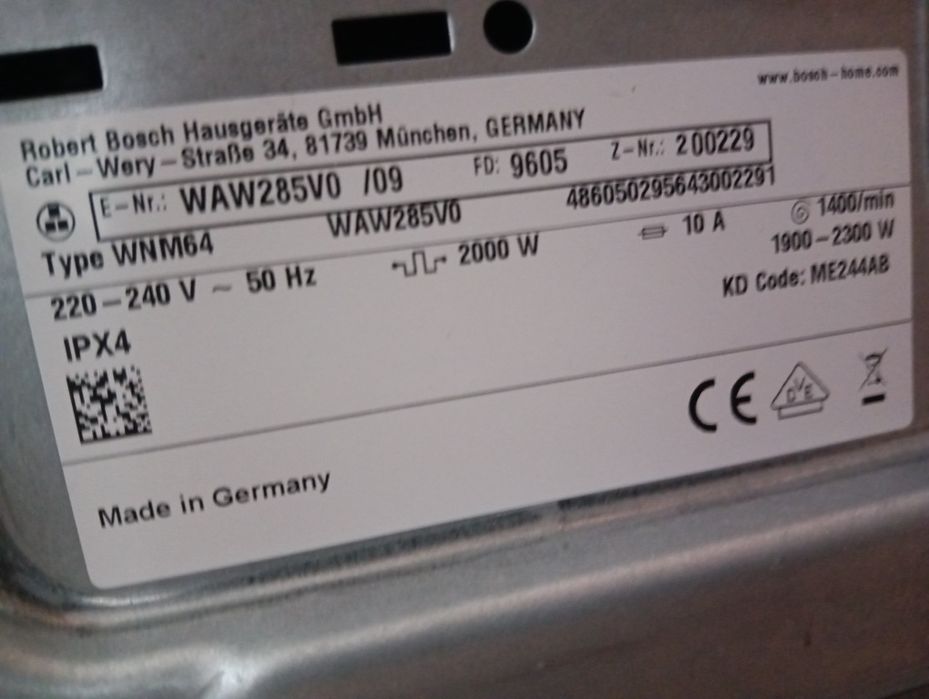 www.bosch-home.com
Robert Bosch Hausgeräte GmbH
Carl-Wery-Straße 34, 81739 München, GERMANY
E-Nr.: WAW285V0 /09 FD: 9605 Z-Nr.: 200229
Type WNM64 WAW285V0 486050295643002291
220-240 V ~ 50 Hz 2000 W 10 A 1400/min
1900-2300 W
IPX4 KD Code: ME244AB
CE DVE
Made in Germany